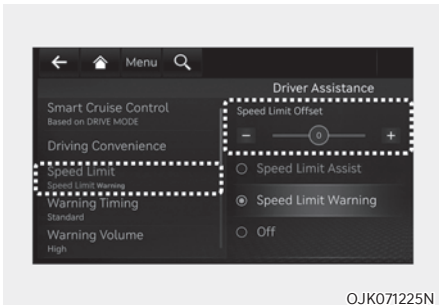 Menu
Driver Assistance
Smart Cruise Control
Based on DRIVE MODE
Driving Convenience
Speed Limit
Speed Limit Warning
Warning Timing
Standard
Warning Volume
High
Speed Limit Offset
- 0 +
Speed Limit Assist
Speed Limit Warning
Off
OJK071225N